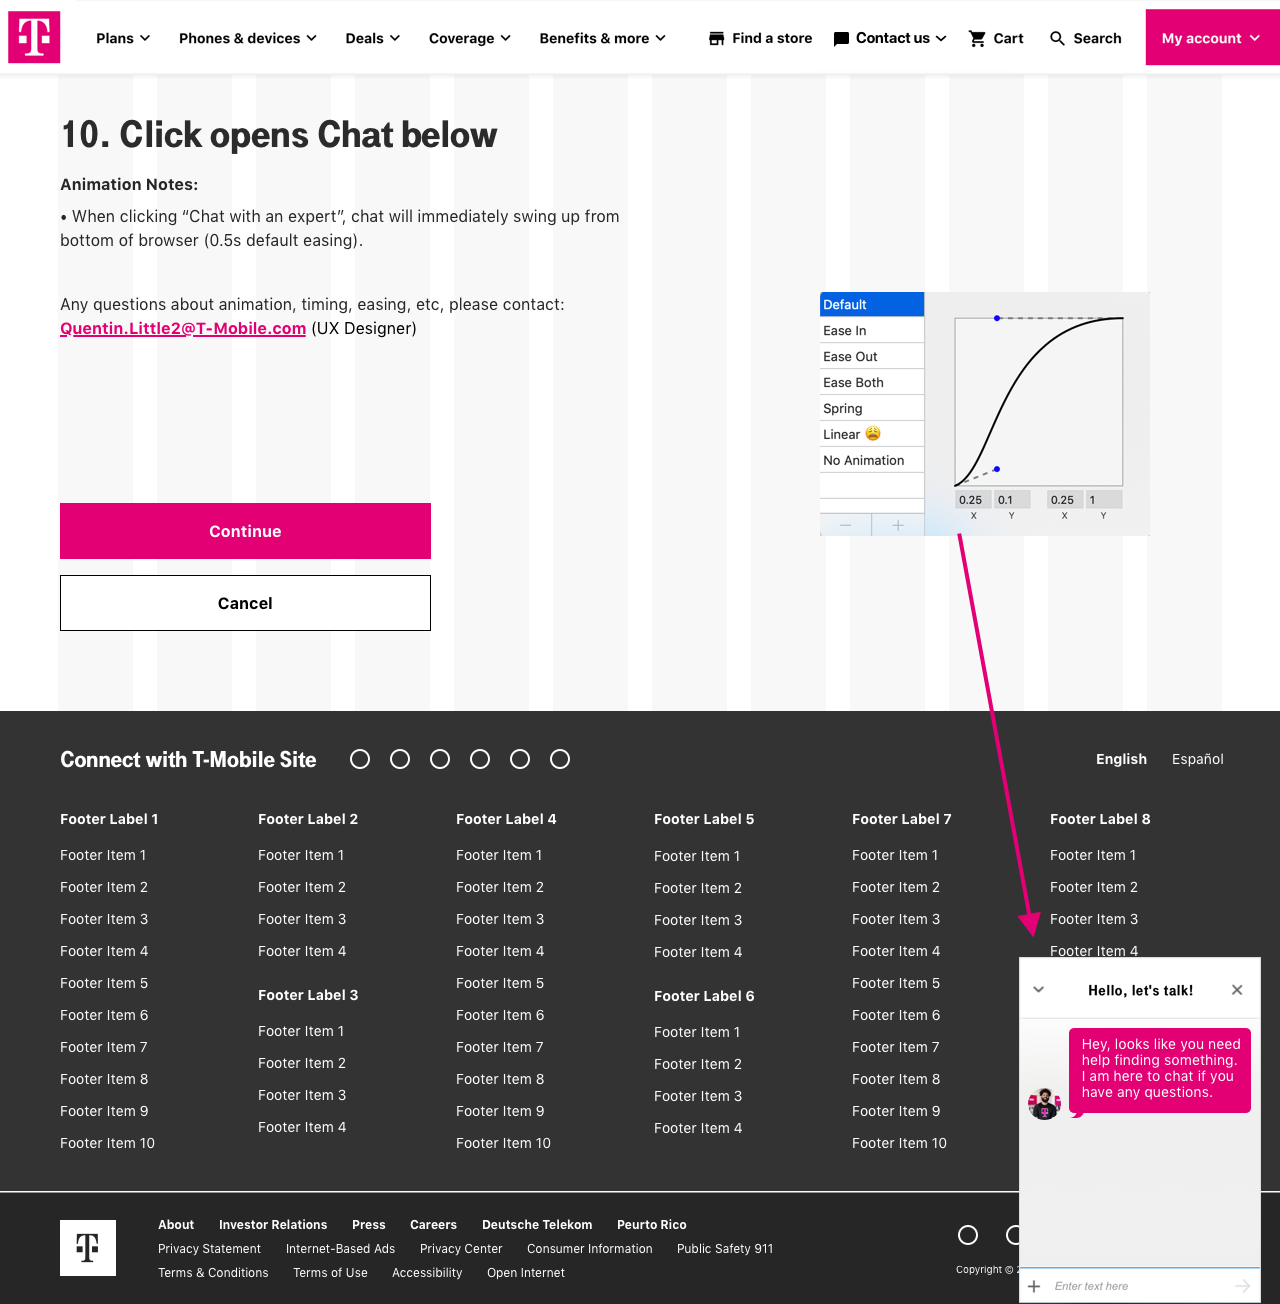 T
Plans
Phones & devices
Deals
Coverage
Benefits & more
Find a store
Contact us
Cart
Search
My account
10. Click opens Chat below
Animation Notes:
• When clicking “Chat with an expert”, chat will immediately swing up from
bottom of browser (0.5s default easing).
Any questions about animation, timing, easing, etc, please contact:
Quentin.Little2@T-Mobile.com (UX Designer)
Default
Ease In
Ease Out
Ease Both
Spring
Linear 😩
No Animation
0.25 0.1 0.25 1
X Y X Y
Continue
Cancel
Connect with T-Mobile Site
English Español
Footer Label 1
Footer Item 1
Footer Item 2
Footer Item 3
Footer Item 4
Footer Item 5
Footer Item 6
Footer Item 7
Footer Item 8
Footer Item 9
Footer Item 10
Footer Label 2
Footer Item 1
Footer Item 2
Footer Item 3
Footer Item 4
Footer Label 3
Footer Item 1
Footer Item 2
Footer Item 3
Footer Item 4
Footer Label 4
Footer Item 1
Footer Item 2
Footer Item 3
Footer Item 4
Footer Item 5
Footer Item 6
Footer Item 7
Footer Item 8
Footer Item 9
Footer Item 10
Footer Label 5
Footer Item 1
Footer Item 2
Footer Item 3
Footer Item 4
Footer Label 6
Footer Item 1
Footer Item 2
Footer Item 3
Footer Item 4
Footer Label 7
Footer Item 1
Footer Item 2
Footer Item 3
Footer Item 4
Footer Item 5
Footer Item 6
Footer Item 7
Footer Item 8
Footer Item 9
Footer Item 10
Footer Label 8
Footer Item 1
Footer Item 2
Footer Item 3
Footer Item 4
Hello, let's talk!
Hey, looks like you need
help finding something.
I am here to chat if you
have any questions.
Enter text here
T
About Investor Relations Press Careers Deutsche Telekom Peurto Rico
Privacy Statement Internet-Based Ads Privacy Center Consumer Information Public Safety 911
Terms & Conditions Terms of Use Accessibility Open Internet
Copyright ©